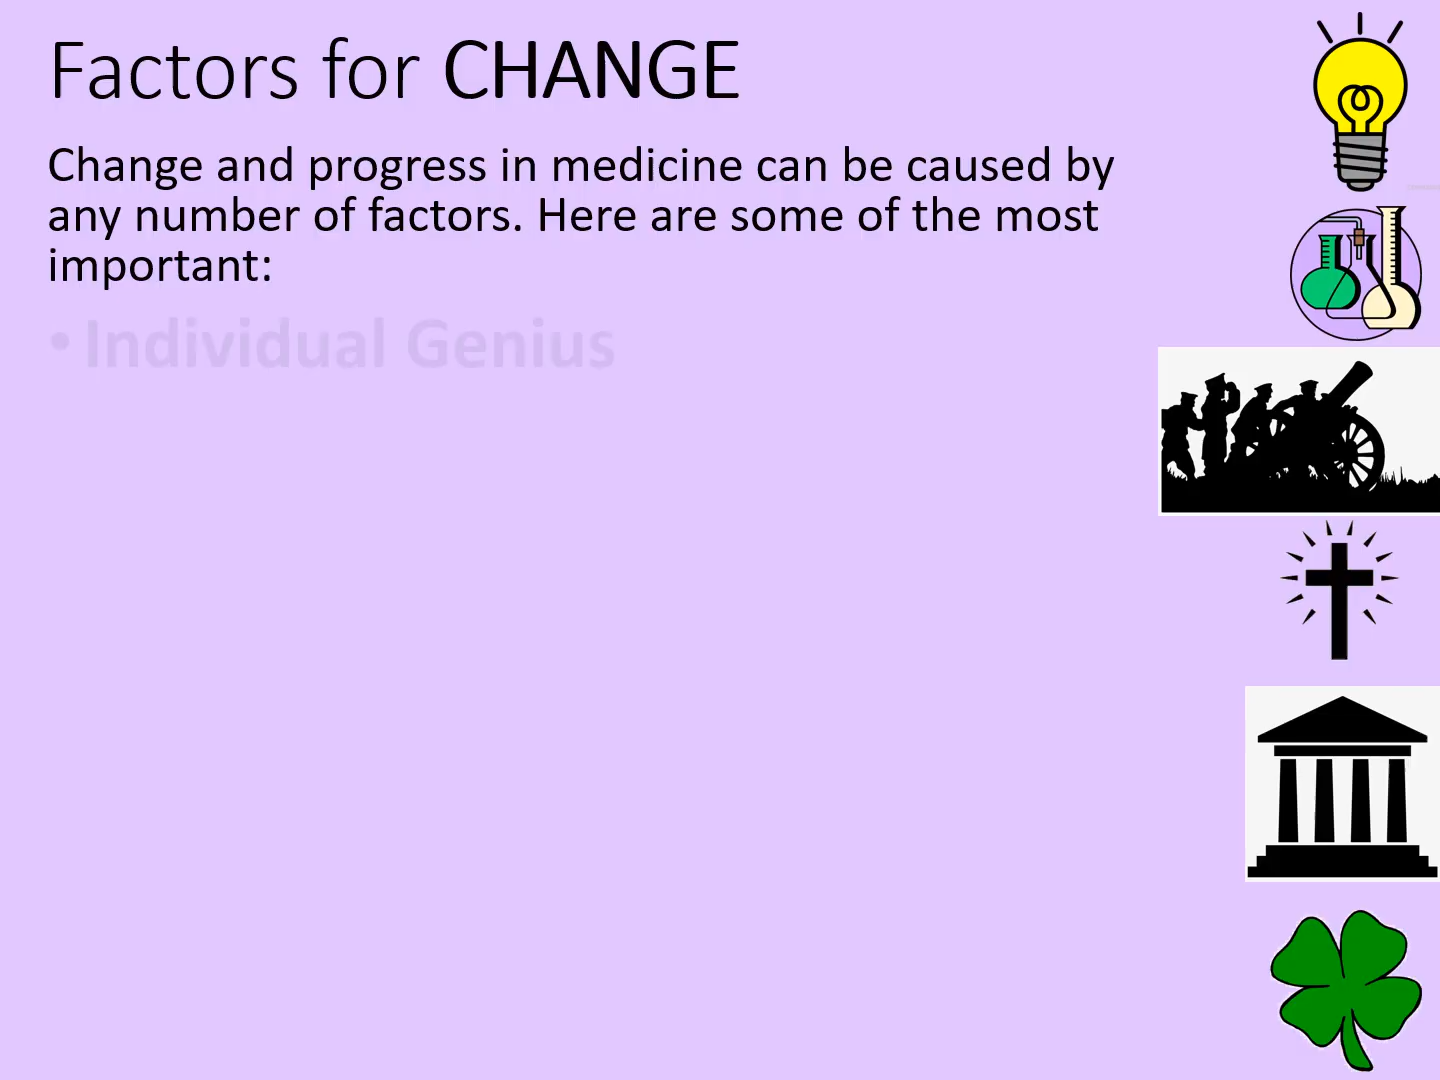 Factors for CHANGE
Change and progress in medicine can be caused by
any number of factors. Here are some of the most
important:
• Individual Genius